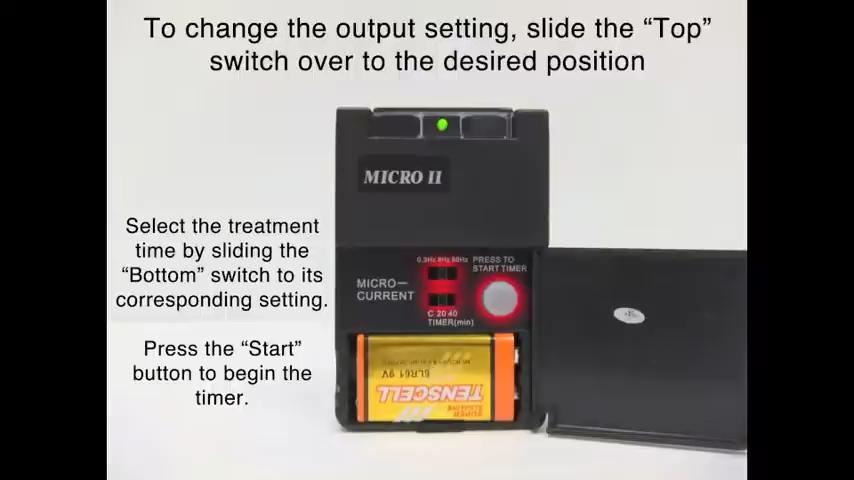 To change the output setting, slide the “Top”
switch over to the desired position
MICRO II
Select the treatment
time by sliding the
“Bottom” switch to its
corresponding setting.
Press the “Start”
button to begin the
timer.
0.3Hz 8Hz 80Hz
PRESS TO
START TIMER
MICRO—
CURRENT
C 20 40
TIMER(min)
6LR61 9V
TENSCELL
SUPER
ALKALINE